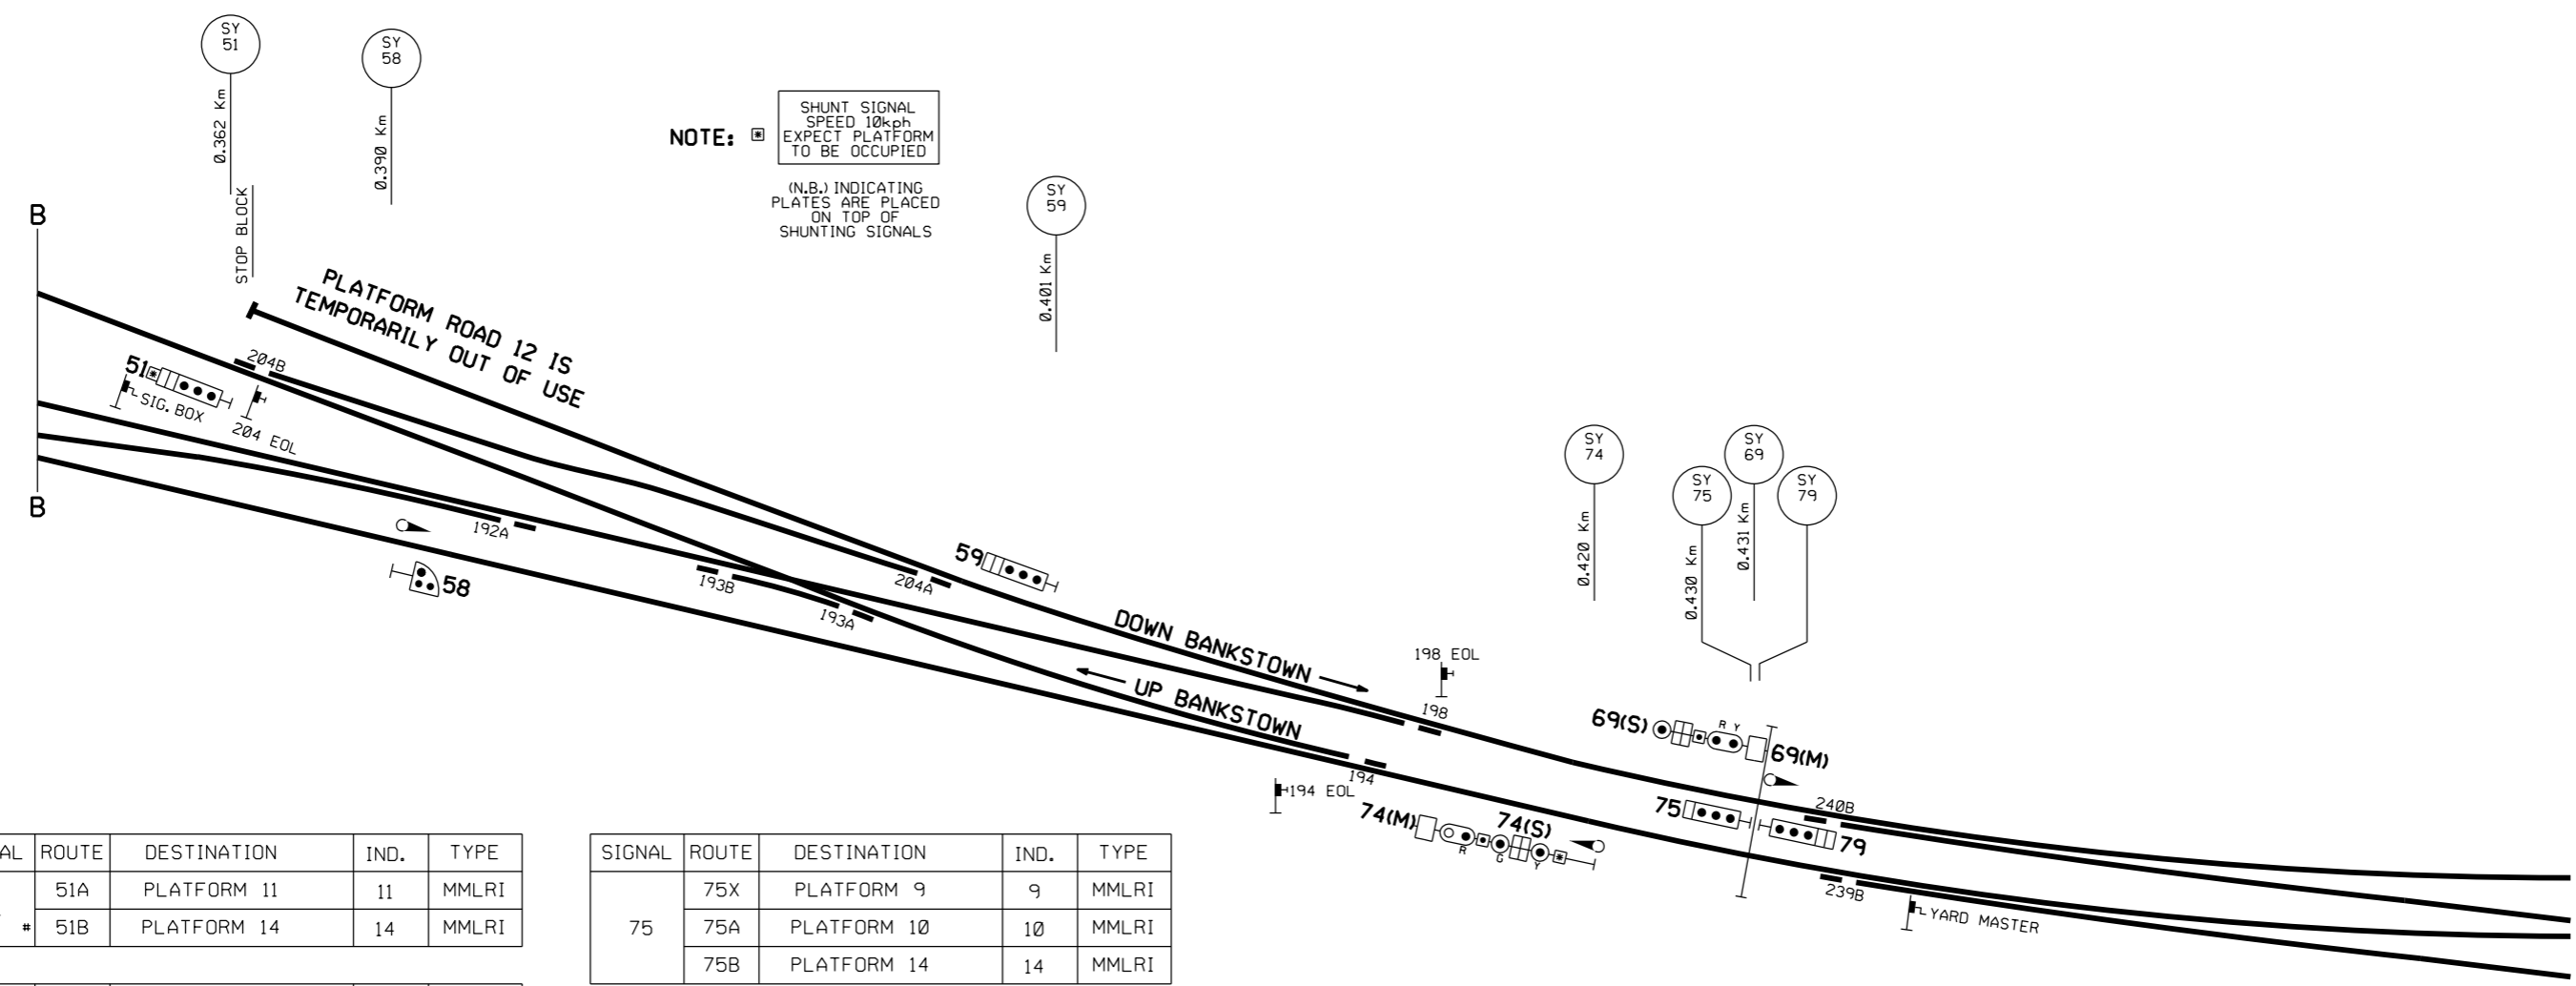 SY
51
0.362 Km
STOP BLOCK
SY
58
0.390 Km
NOTE:
SHUNT SIGNAL
SPEED 10kph
EXPECT PLATFORM
TO BE OCCUPIED
(N.B.) INDICATING
PLATES ARE PLACED
ON TOP OF
SHUNTING SIGNALS
SY
59
0.401 Km
B
B
PLATFORM ROAD 12 IS
TEMPORARILY OUT OF USE
51
204B
SIG. BOX
204 EOL
192A
58
193B
193A
204A
59
DOWN BANKSTOWN
UP BANKSTOWN
198 EOL
198
194
194 EOL
SY
74
0.420 Km
SY
75
0.430 Km
SY
69
0.431 Km
SY
79
69(S)
R Y
69(M)
74(M)
R
G
Y
74(S)
75
79
240B
239B
YARD MASTER
AL ROUTE DESTINATION IND. TYPE
51A PLATFORM 11 11 MMLRI
# 51B PLATFORM 14 14 MMLRI
SIGNAL ROUTE DESTINATION IND. TYPE
75 75X PLATFORM 9 9 MMLRI
75A PLATFORM 10 10 MMLRI
75B PLATFORM 14 14 MMLRI